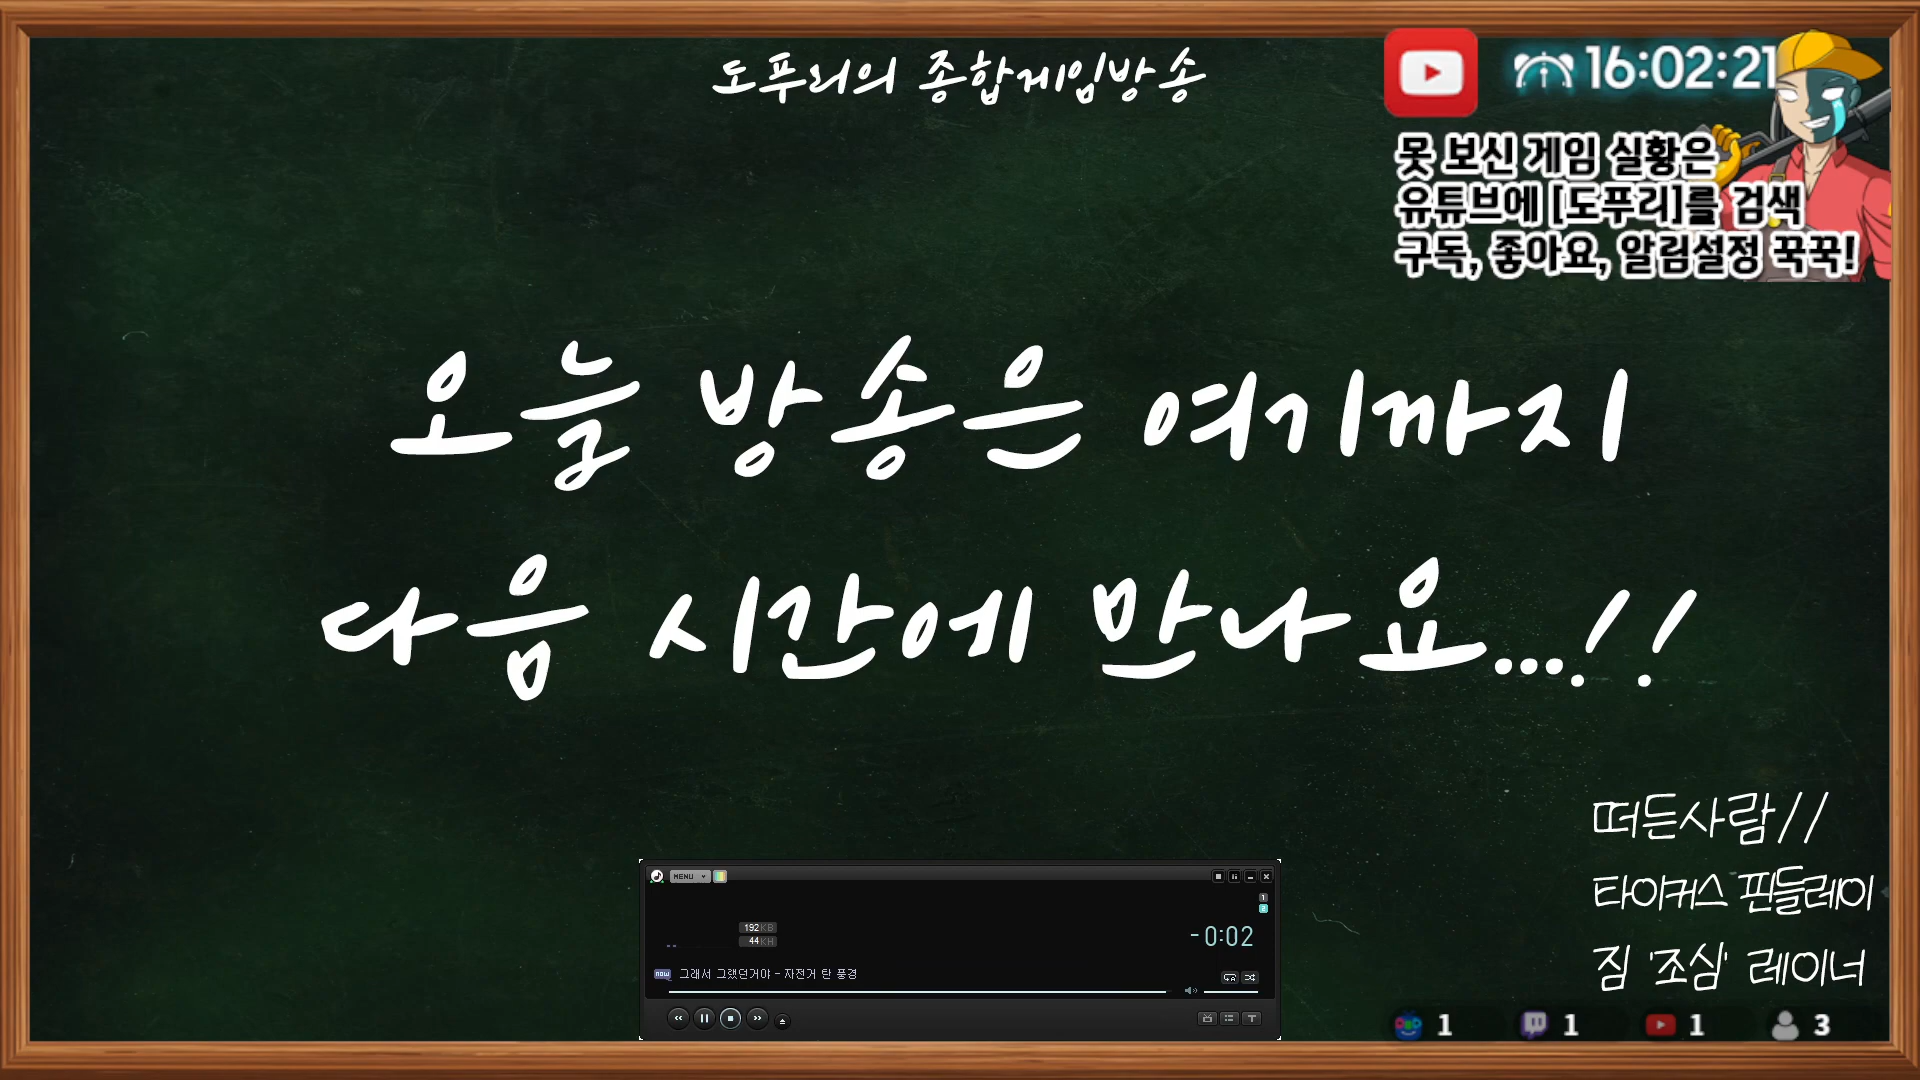 도푸리의 종합게임방송
16:02:21
못 보신 게임 실황은
유튜브에 [도푸리]를 검색
구독, 좋아요, 알림설정 꾹꾹!
오늘 방송은 여기까지
다음 시간에 만나요...!!
떠든사람!!
타이커스 핀들레이
짐 '조심' 레이너
MENU
1
2
192 KB
44 KH
-0:02
now 그래서 그랬던거야 - 자전거 탄 풍경
1 1 1 3